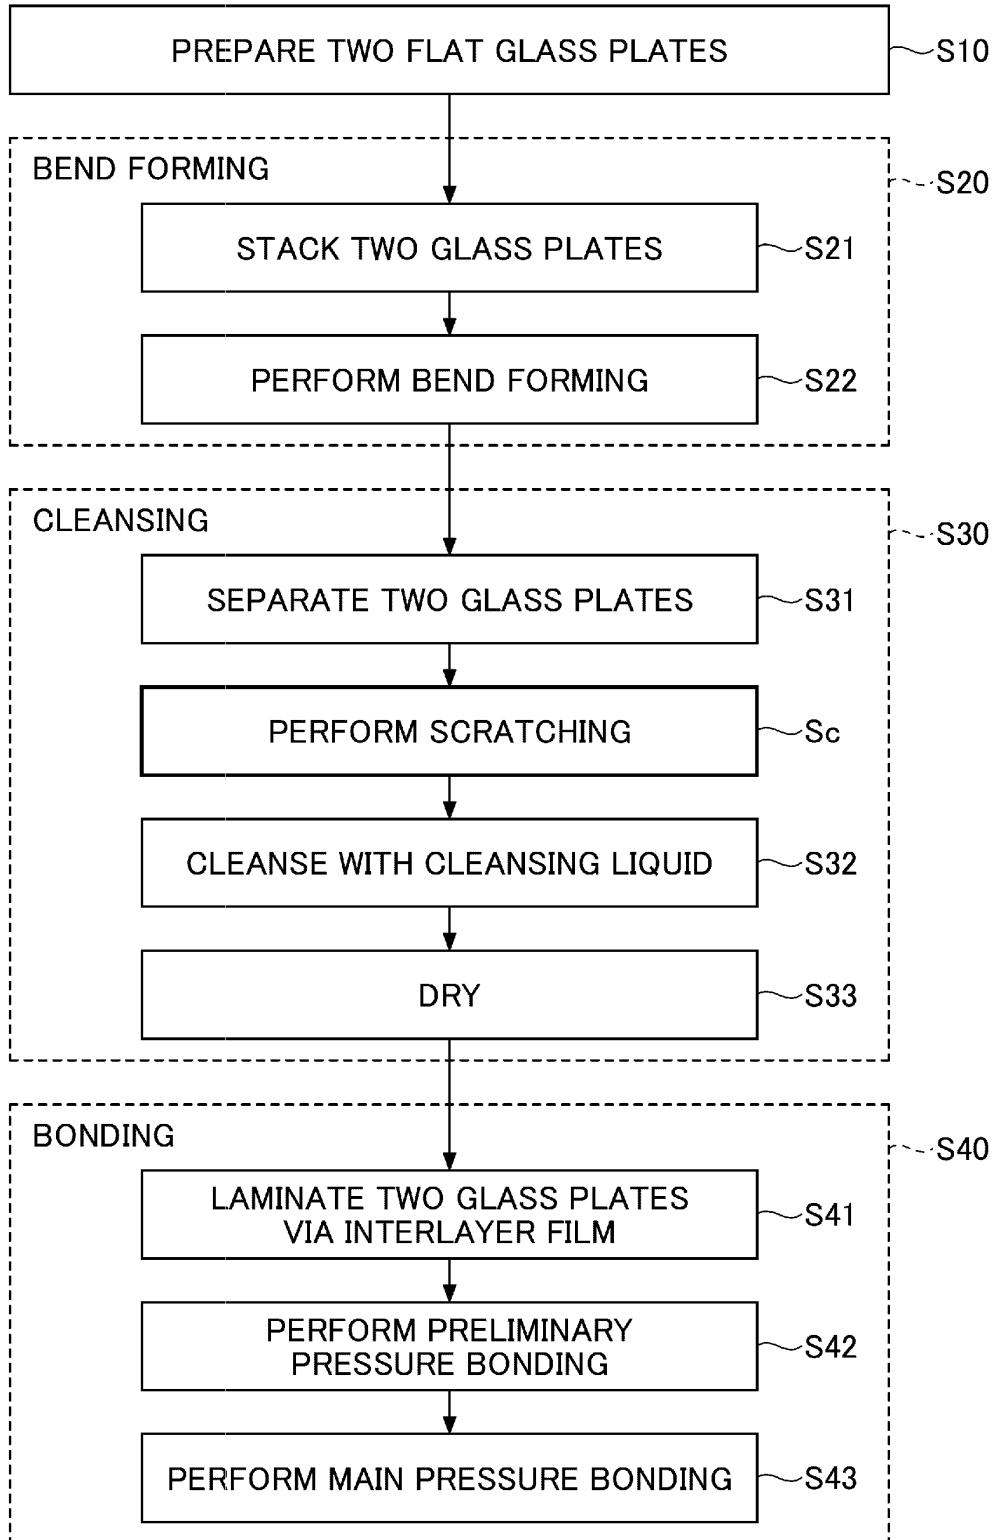 PREPARE TWO FLAT GLASS PLATES
S10
BEND FORMING
S20
STACK TWO GLASS PLATES
S21
PERFORM BEND FORMING
S22
CLEANSING
S30
SEPARATE TWO GLASS PLATES
S31
PERFORM SCRATCHING
Sc
CLEANSE WITH CLEANSING LIQUID
S32
DRY
S33
BONDING
S40
LAMINATE TWO GLASS PLATES
VIA INTERLAYER FILM
S41
PERFORM PRELIMINARY
PRESSURE BONDING
S42
PERFORM MAIN PRESSURE BONDING
S43